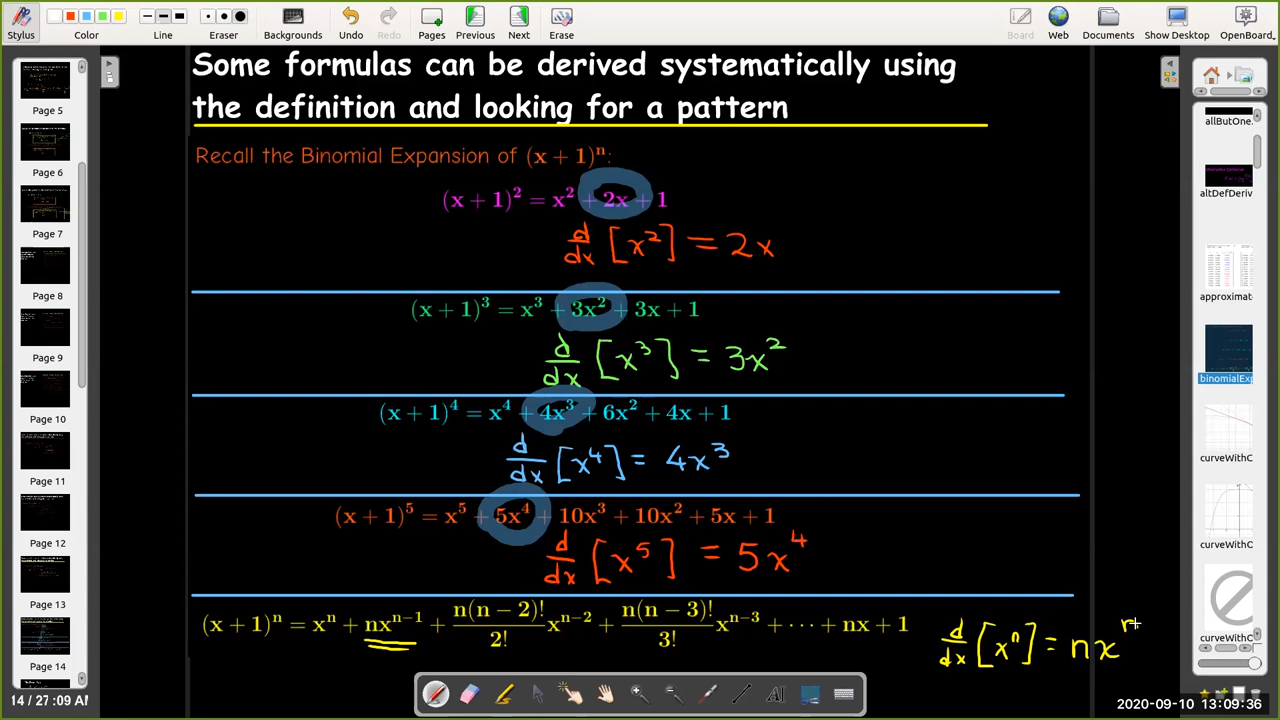 Stylus
Color
Line
Eraser
Backgrounds
Undo
Redo
Pages
Previous
Next
Erase
Board
Web
Documents
Show Desktop
OpenBoard
Page 5
Page 6
Page 7
Page 8
Page 9
Page 10
Page 11
Page 12
Page 13
Page 14
14 / 27:09 AM
Some formulas can be derived systematically using
the definition and looking for a pattern
Recall the Binomial Expansion of (x + 1)ⁿ:
(x + 1)² = x² + 2x + 1
d/dx [x²] = 2x
(x + 1)³ = x³ + 3x² + 3x + 1
d/dx [x³] = 3x²
(x + 1)⁴ = x⁴ + 4x³ + 6x² + 4x + 1
d/dx [x⁴] = 4x³
(x + 1)⁵ = x⁵ + 5x⁴ + 10x³ + 10x² + 5x + 1
d/dx [x⁵] = 5x⁴
(x + 1)ⁿ = xⁿ + nxⁿ⁻¹ + n(n − 2)!/2! xⁿ⁻² + n(n − 3)!/3! xⁿ⁻³ + ⋯ + nx + 1
d/dx [xⁿ] = nxⁿ
allButOne.
altDefDeriv
approximate
binomialExp
curveWithC
curveWithC
curveWithC
2020-09-10 13:09:36